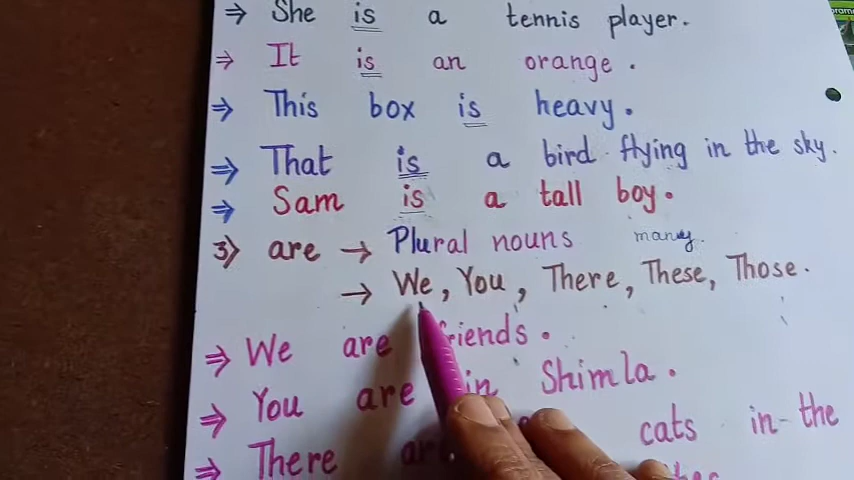 ⇒ She is a tennis player.
⇒ It is an orange.
⇒ This box is heavy.
⇒ That is a bird flying in the sky.
⇒ Sam is a tall boy.
3) are → Plural nouns many.
→ We, You, There, These, Those.
⇒ We are friends.
⇒ You are in Shimla.
⇒ There are cats in the